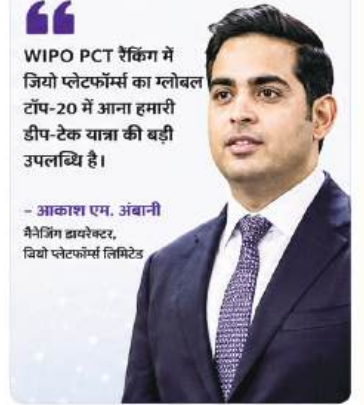 WIPO PCT रैंकिंग में
जियो प्लेटफॉर्म्स का ग्लोबल
टॉप-20 में आना हमारी
डीप-टेक यात्रा की बड़ी
उपलब्धि है।
– आकाश एम. अंबानी
मैनेजिंग डायरेक्टर,
जियो प्लेटफॉर्म्स लिमिटेड